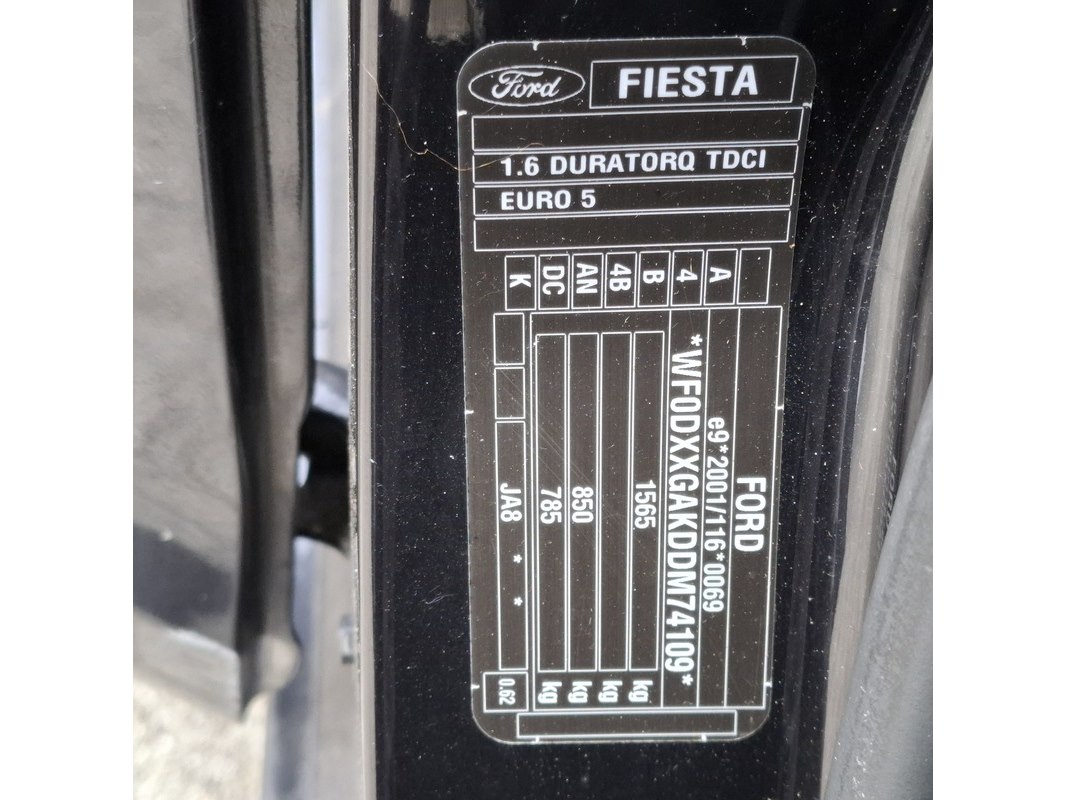 Ford
FIESTA
1.6 DURATORQ TDCI
EURO 5
FORD
A
e9*2001/116*0069
4
*WF0DXXGAKDDM74109*
B
1565
kg
4B
kg
AN
850
kg
DC
785
kg
K
JA8 * *
0.62